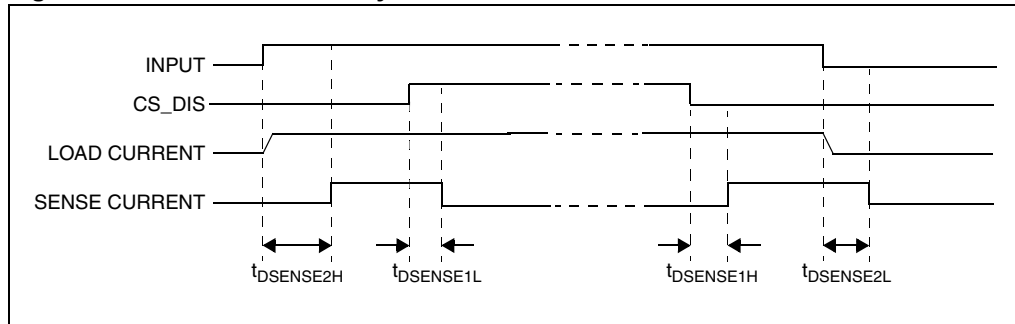 INPUT
CS_DIS
LOAD CURRENT
SENSE CURRENT
tDSENSE2H
tDSENSE1L
tDSENSE1H
tDSENSE2L